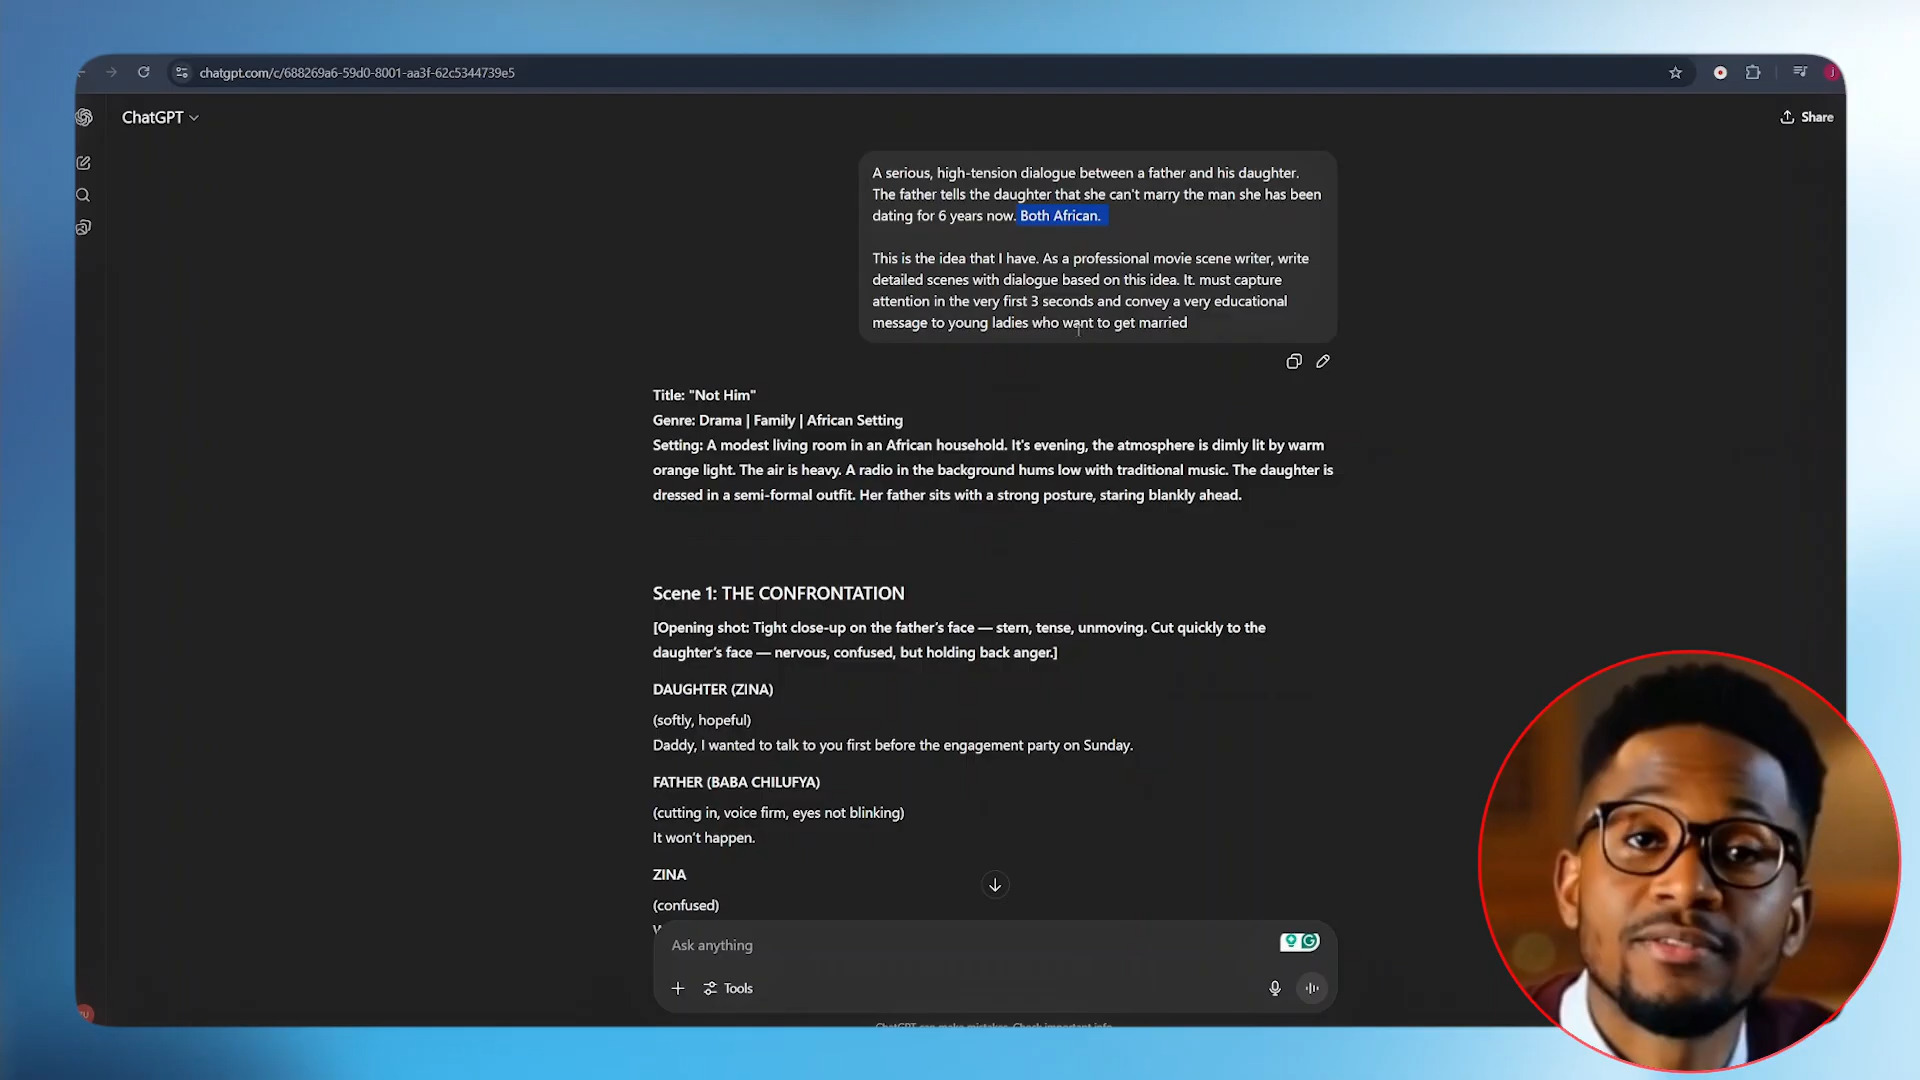 chatgpt.com/c/688269a6-59d0-8001-aa3f-62c5344739e5
J
ChatGPT
Share
A serious, high-tension dialogue between a father and his daughter.
The father tells the daughter that she can't marry the man she has been
dating for 6 years now. Both African.
This is the idea that I have. As a professional movie scene writer, write
detailed scenes with dialogue based on this idea. It. must capture
attention in the very first 3 seconds and convey a very educational
message to young ladies who want to get married
Title: "Not Him"
Genre: Drama | Family | African Setting
Setting: A modest living room in an African household. It's evening, the atmosphere is dimly lit by warm
orange light. The air is heavy. A radio in the background hums low with traditional music. The daughter is
dressed in a semi-formal outfit. Her father sits with a strong posture, staring blankly ahead.
Scene 1: THE CONFRONTATION
[Opening shot: Tight close-up on the father's face — stern, tense, unmoving. Cut quickly to the
daughter's face — nervous, confused, but holding back anger.]
DAUGHTER (ZINA)
(softly, hopeful)
Daddy, I wanted to talk to you first before the engagement party on Sunday.
FATHER (BABA CHILUFYA)
(cutting in, voice firm, eyes not blinking)
It won't happen.
ZINA
(confused)
Ask anything
Tools
ChatGPT can make mistakes. Check important info.